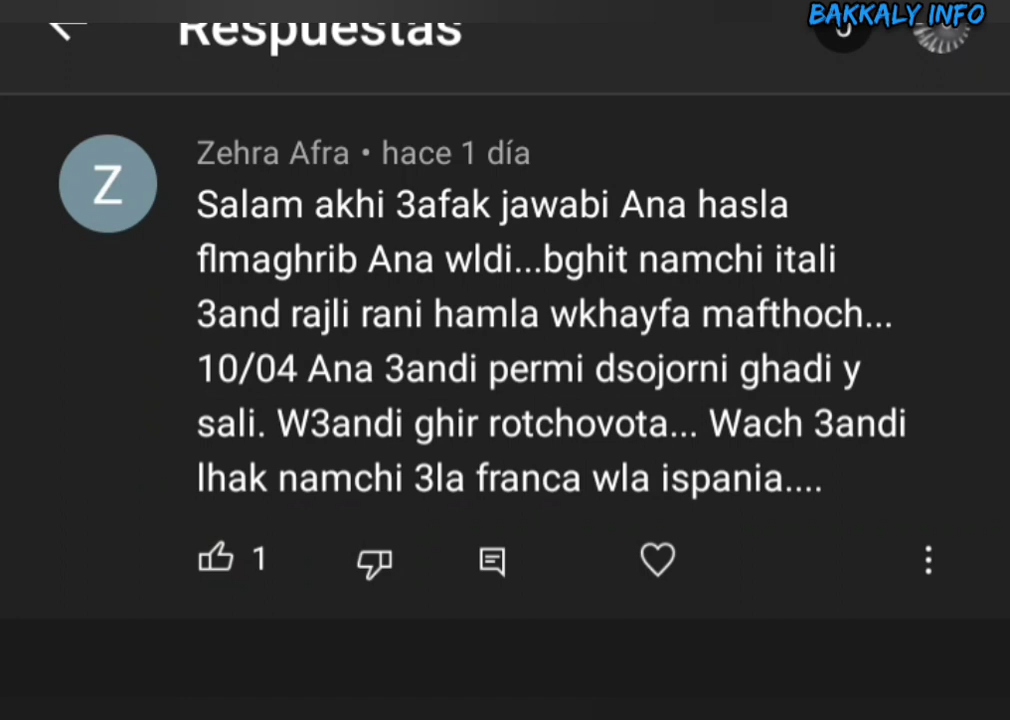 BAKKALY INFO
Respuestas
Z
Zehra Afra • hace 1 día
Salam akhi 3afak jawabi Ana hasla
flmaghrib Ana wldi...bghit namchi itali
3and rajli rani hamla wkhayfa mafthoch...
10/04 Ana 3andi permi dsojorni ghadi y
sali. W3andi ghir rotchovota... Wach 3andi
lhak namchi 3la franca wla ispania....
1